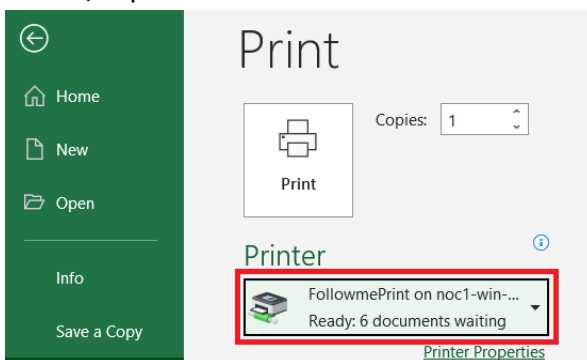 Print
Home
New
Open
Info
Save a Copy
Copies: 1
Print
Printer
FollowmePrint on noc1-win-...
Ready: 6 documents waiting
Printer Properties